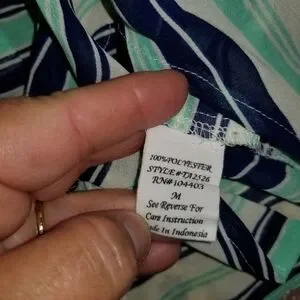 100%POLYESTER
STYLE#TA2526
RN#104403
M
See Reverse For
Care Instruction
de In Indonesia